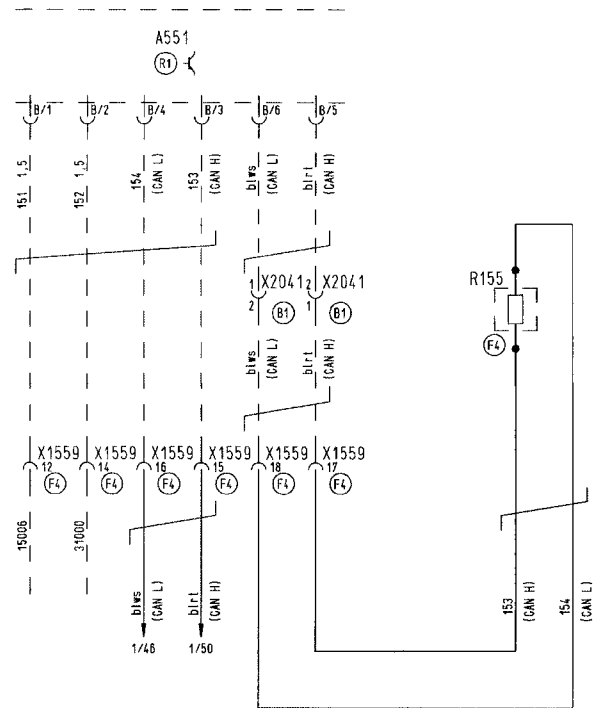 A551
R1
B/1 B/2 B/4 B/3 B/6 B/5
151 1.5
152 1.5
154 (CAN L)
153 (CAN H)
blws (CAN L)
blrt (CAN H)
1 X2041 2 X2041
2 B1 1 B1
R155
F4
blws (CAN L)
blrt (CAN H)
X1559 X1559 X1559 X1559 X1559 X1559
12 14 16 15 18 17
F4 F4 F4 F4 F4 F4
15006
31000
blws (CAN L)
blrt (CAN H)
153 (CAN H)
154 (CAN L)
1/46 1/50